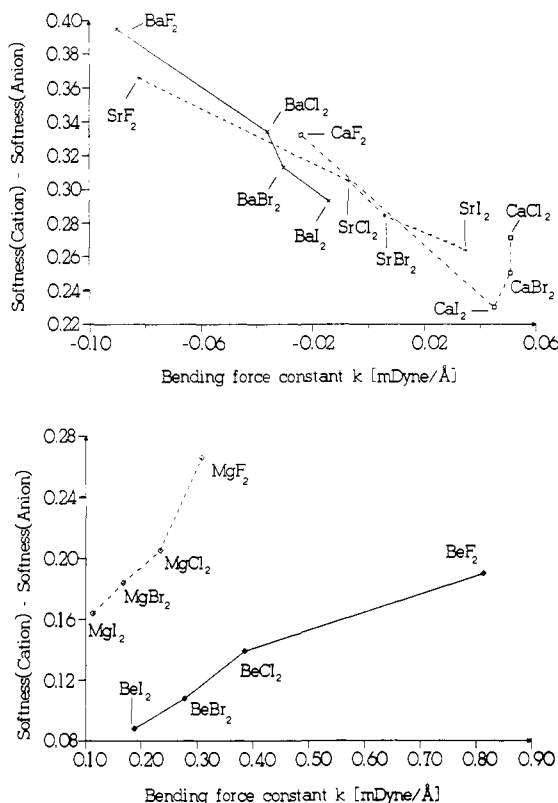 Softness(Cation) - Softness(Anion)
0.40
0.38
0.36
0.34
0.32
0.30
0.28
0.26
0.24
0.22
BaF₂
SrF₂
BaCl₂
CaF₂
BaBr₂
BaI₂
SrCl₂
SrBr₂
SrI₂
CaCl₂
CaBr₂
CaI₂
-0.10 -0.06 -0.02 0.02 0.06
Bending force constant k [mDyne/Å]
Softness(Cation) - Softness(Anion)
0.28
0.24
0.20
0.16
0.12
0.08
MgF₂
MgCl₂
MgBr₂
MgI₂
BeF₂
BeCl₂
BeI₂
BeBr₂
0.10 0.20 0.30 0.40 0.50 0.60 0.70 0.80 0.90
Bending force constant k [mDyne/Å]